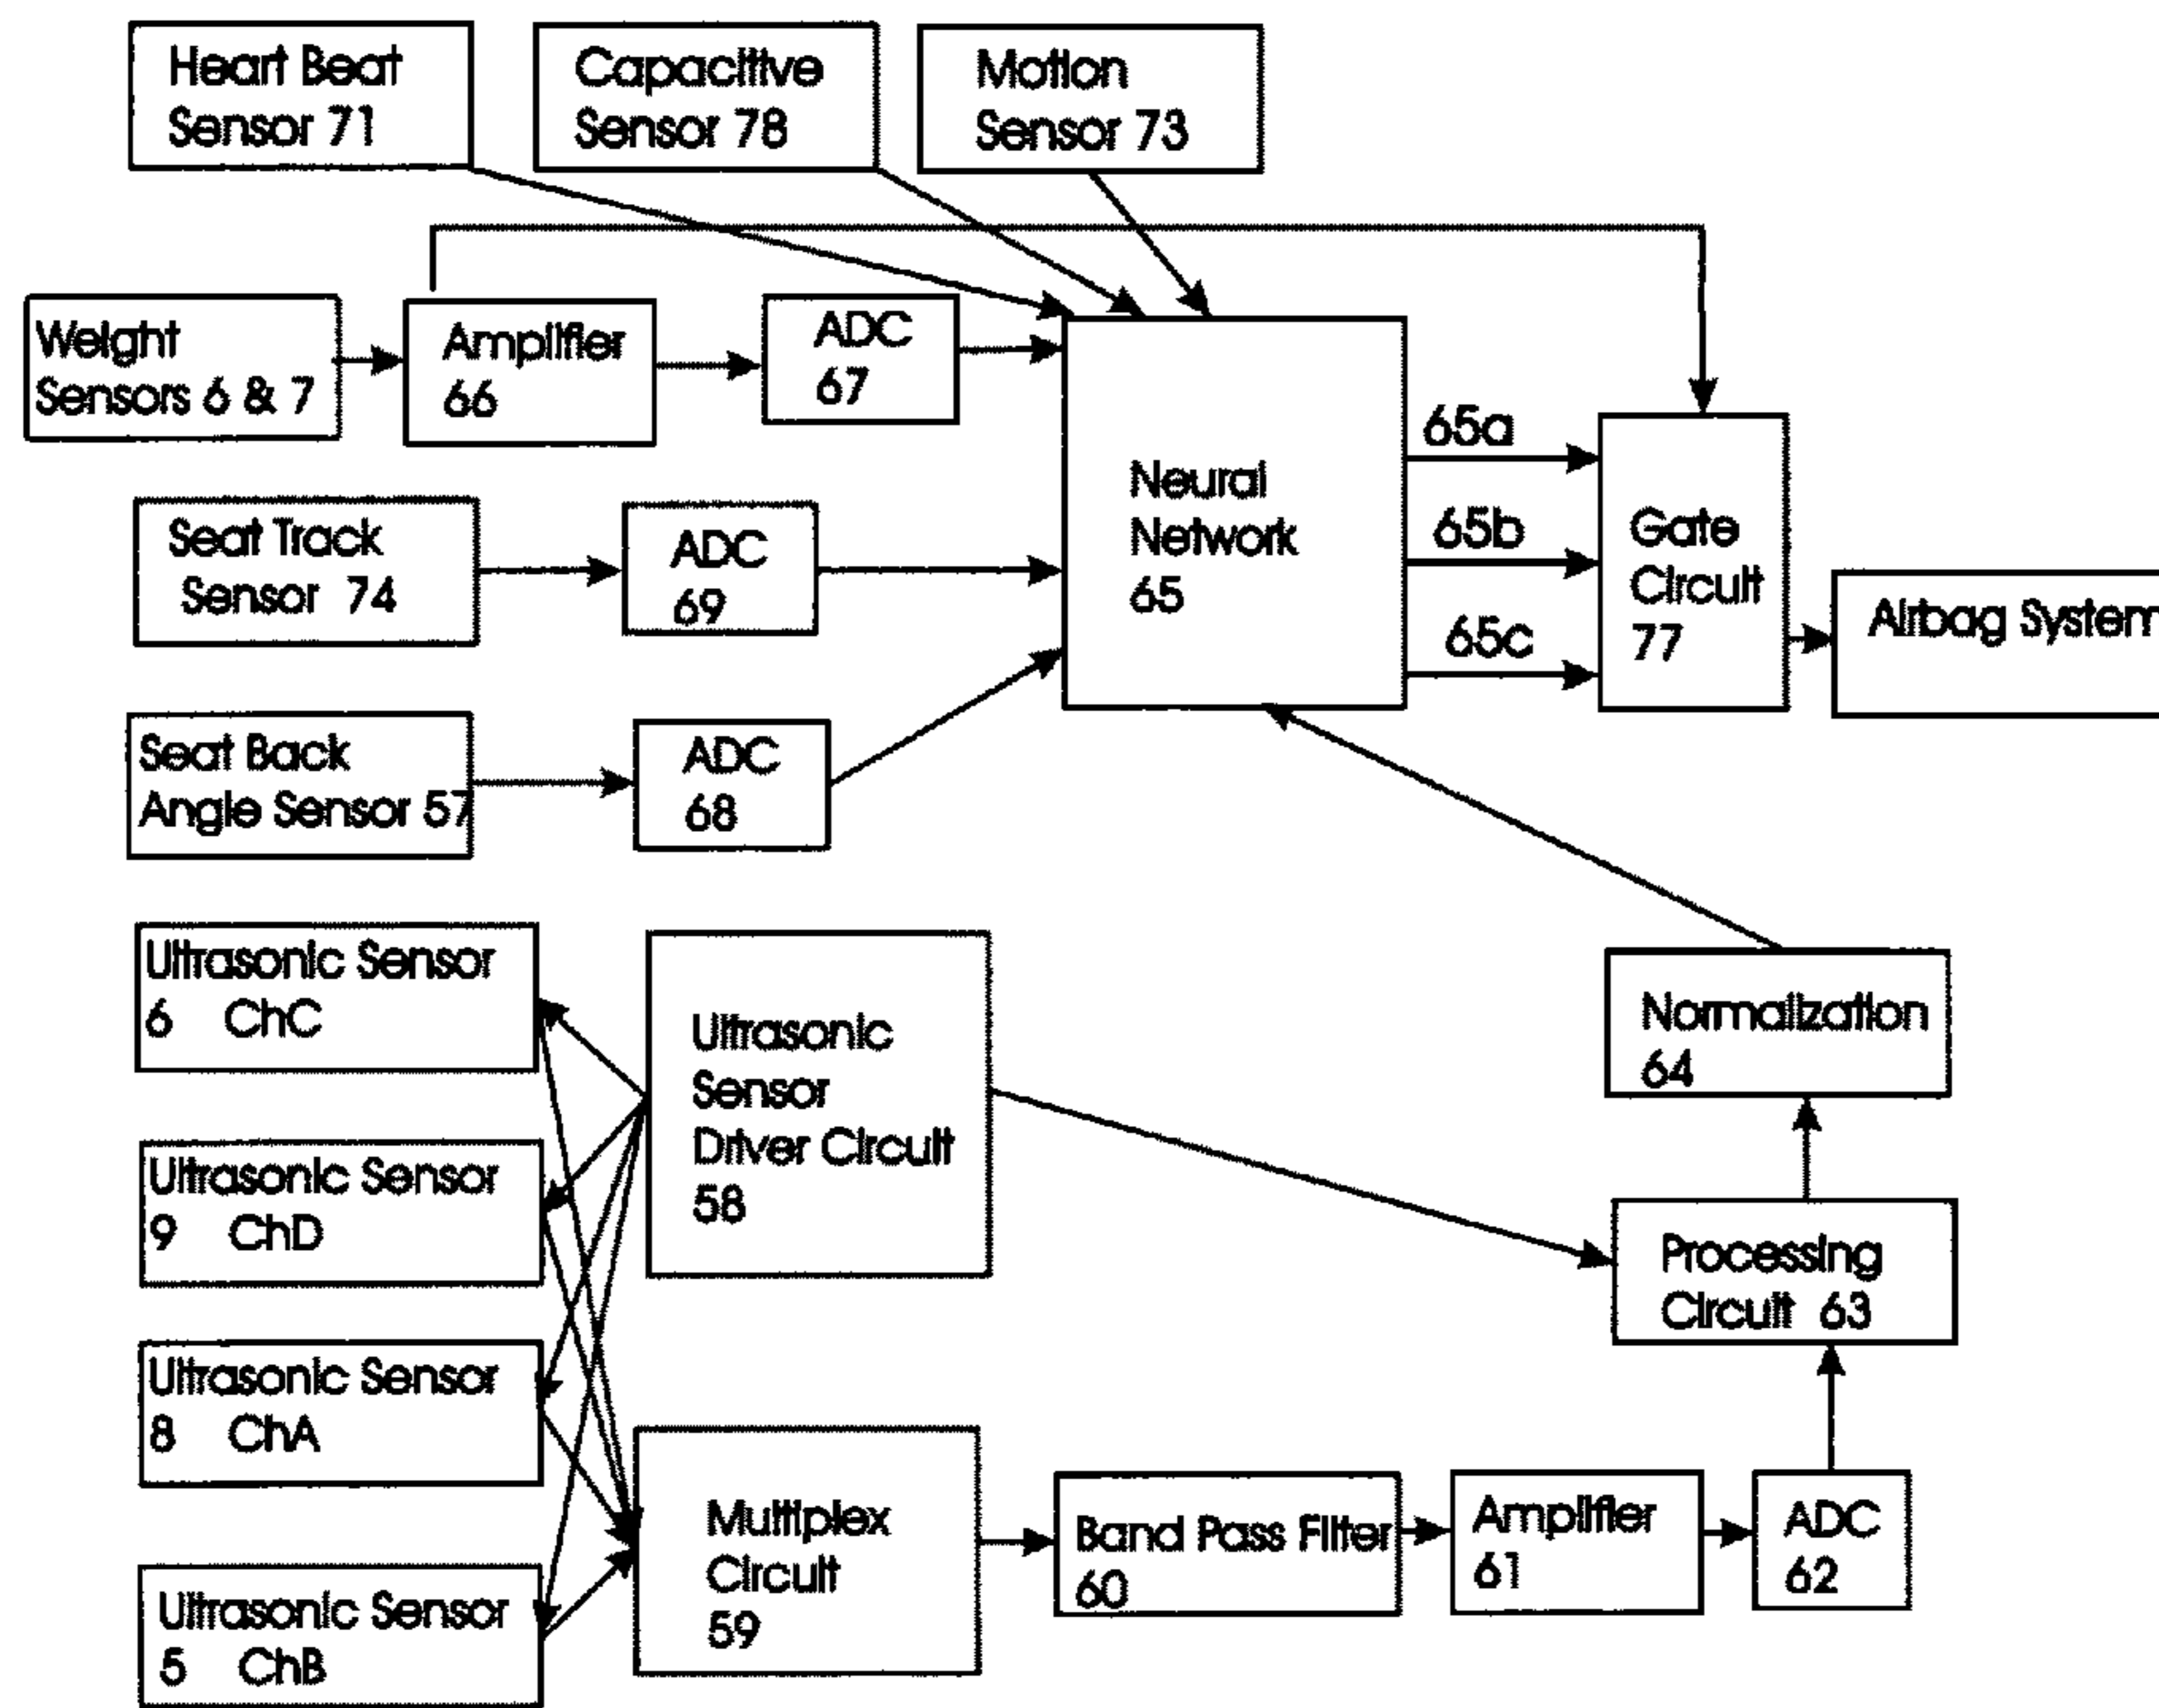 Heart Beat
Sensor 71
Capacitive
Sensor 78
Motion
Sensor 73
Weight
Sensors 6 & 7
Amplifier
66
ADC
67
Seat Track
Sensor 74
ADC
69
Seat Back
Angle Sensor 57
ADC
68
Neural
Network
65
65a
65b
65c
Gate
Circuit
77
Airbag System
Ultrasonic Sensor
6 ChC
Ultrasonic Sensor
9 ChD
Ultrasonic Sensor
8 ChA
Ultrasonic Sensor
5 ChB
Ultrasonic
Sensor
Driver Circuit
58
Multiplex
Circuit
59
Band Pass Filter
60
Amplifier
61
ADC
62
Processing
Circuit 63
Normalization
64